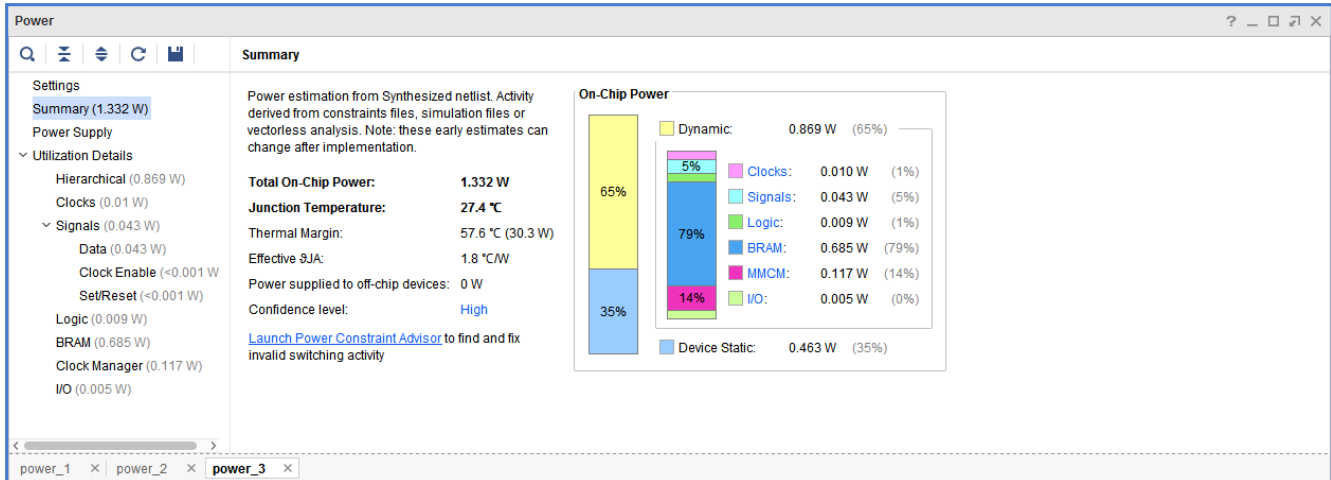 Power
? _
Summary
Settings
Summary (1.332 W)
Power Supply
Utilization Details
Hierarchical (0.869 W)
Clocks (0.01 W)
Signals (0.043 W)
Data (0.043 W)
Clock Enable (<0.001 W
Set/Reset (<0.001 W)
Logic (0.009 W)
BRAM (0.685 W)
Clock Manager (0.117 W)
I/O (0.005 W)
Power estimation from Synthesized netlist. Activity
derived from constraints files, simulation files or
vectorless analysis. Note: these early estimates can
change after implementation.
Total On-Chip Power: 1.332 W
Junction Temperature: 27.4 ℃
Thermal Margin: 57.6 ℃ (30.3 W)
Effective ϑJA: 1.8 ℃/W
Power supplied to off-chip devices: 0 W
Confidence level: High
Launch Power Constraint Advisor to find and fix
invalid switching activity
On-Chip Power
65%
35%
Dynamic: 0.869 W (65%)
5%
79%
14%
Clocks: 0.010 W (1%)
Signals: 0.043 W (5%)
Logic: 0.009 W (1%)
BRAM: 0.685 W (79%)
MMCM: 0.117 W (14%)
I/O: 0.005 W (0%)
Device Static: 0.463 W (35%)
power_1 × power_2 × power_3 ×